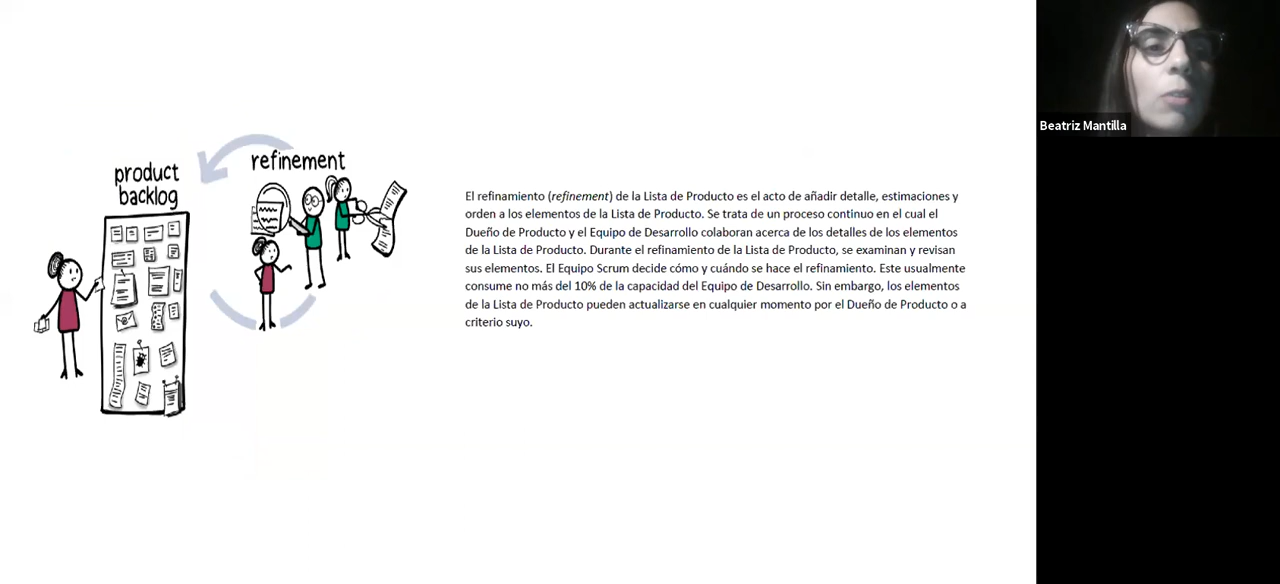 product
backlog
refinement
El refinamiento (refinement) de la Lista de Producto es el acto de añadir detalle, estimaciones y
orden a los elementos de la Lista de Producto. Se trata de un proceso continuo en el cual el
Dueño de Producto y el Equipo de Desarrollo colaboran acerca de los detalles de los elementos
de la Lista de Producto. Durante el refinamiento de la Lista de Producto, se examinan y revisan
sus elementos. El Equipo Scrum decide cómo y cuándo se hace el refinamiento. Este usualmente
consume no más del 10% de la capacidad del Equipo de Desarrollo. Sin embargo, los elementos
de la Lista de Producto pueden actualizarse en cualquier momento por el Dueño de Producto o a
criterio suyo.
Beatriz Mantilla